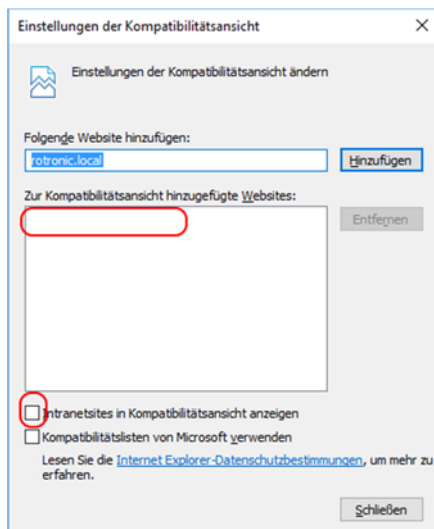 Einstellungen der Kompatibilitätsansicht
Einstellungen der Kompatibilitätsansicht ändern
Folgende Website hinzufügen:
rotronic.local
Hinzufügen
Zur Kompatibilitätsansicht hinzugefügte Websites:
Entfernen
Intranetsites in Kompatibilitätsansicht anzeigen
Kompatibilitätslisten von Microsoft verwenden
Lesen Sie die Internet Explorer-Datenschutzbestimmungen, um mehr zu
erfahren.
Schließen